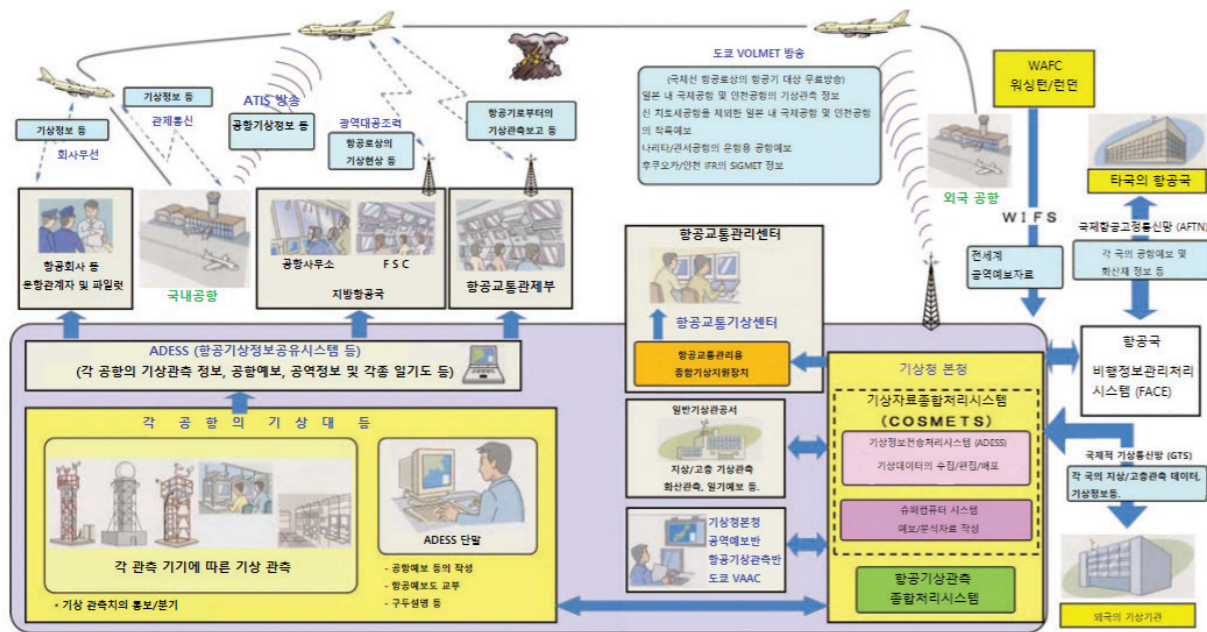 도쿄 VOLMET 방송
(국제선 항공로상의 항공기 대상 무료방송)
일본 내 국제공항 및 인천공항의 기상관측 정보
신 치토세공항을 제외한 일본 내 국제공항 및 인천공항
의 착륙예보
나리타/관서공항의 운항용 공항예보
후쿠오카/인천 IFR의 SIGMET 정보
WAFC
워싱턴/런던
기상정보 등
관제통신
기상정보 등
회사무선
ATIS 방송
공항기상정보 등
광역대공조력
항공로상의
기상현상 등
항공기로부터의
기상관측보고 등
외국 공항
타국의 항공국
WIFS
국제항공고정통신망 (AFTN)
전세계
공역예보자료
각 국의 공항예보 및
화산재 정보 등
항공회사 등
운항관계자 및 파일럿
국내공항
공항사무소
FSC
지방항공국
항공교통관제부
항공교통관리센터
항공교통기상센터
항공교통관리용
종합기상지원장치
항공국
비행정보관리처리
시스템 (FACE)
ADESS (항공기상정보공유시스템 등)
(각 공항의 기상관측 정보, 공항예보, 공역정보 및 각종 일기도 등)
기상청 본청
기상자료종합처리시스템
(COSMETS)
기상정보전송처리시스템 (ADESS)
기상데이터의 수집/편집/배포
슈퍼컴퓨터 시스템
예보/분석자료 작성
항공기상관측
종합처리시스템
일반기상관공서
지상/고층 기상관측
화산관측, 일기예보 등.
기상청본청
공역예보반
항공기상관측반
도쿄 VAAC
국제적 기상통신망 (GTS)
각 국의 지상/고층관측 데이터,
기상정보등.
외국의 기상기관
각 공항의 기상대 등
각 관측 기기에 따른 기상 관측
• 기상 관측치의 통보/분기
ADESS 단말
- 공항예보 등의 작성
- 항공예보도 교부
- 구두설명 등